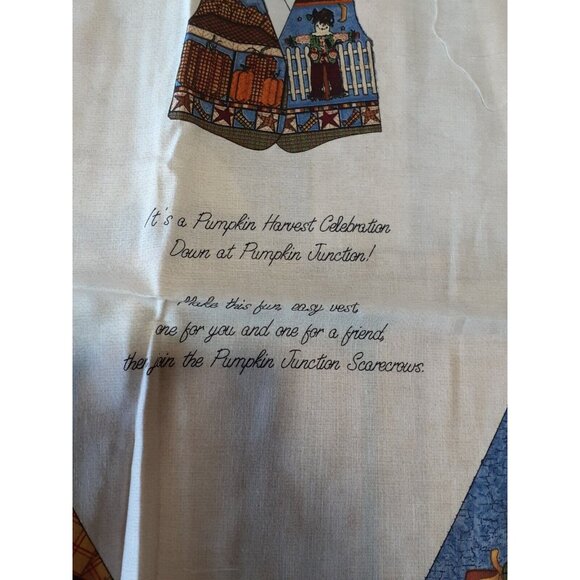 It's a Pumpkin Harvest Celebration
Down at Pumpkin Junction!
Make this fun, easy vest,
one for you and one for a friend,
then join the Pumpkin Junction Scarecrows.